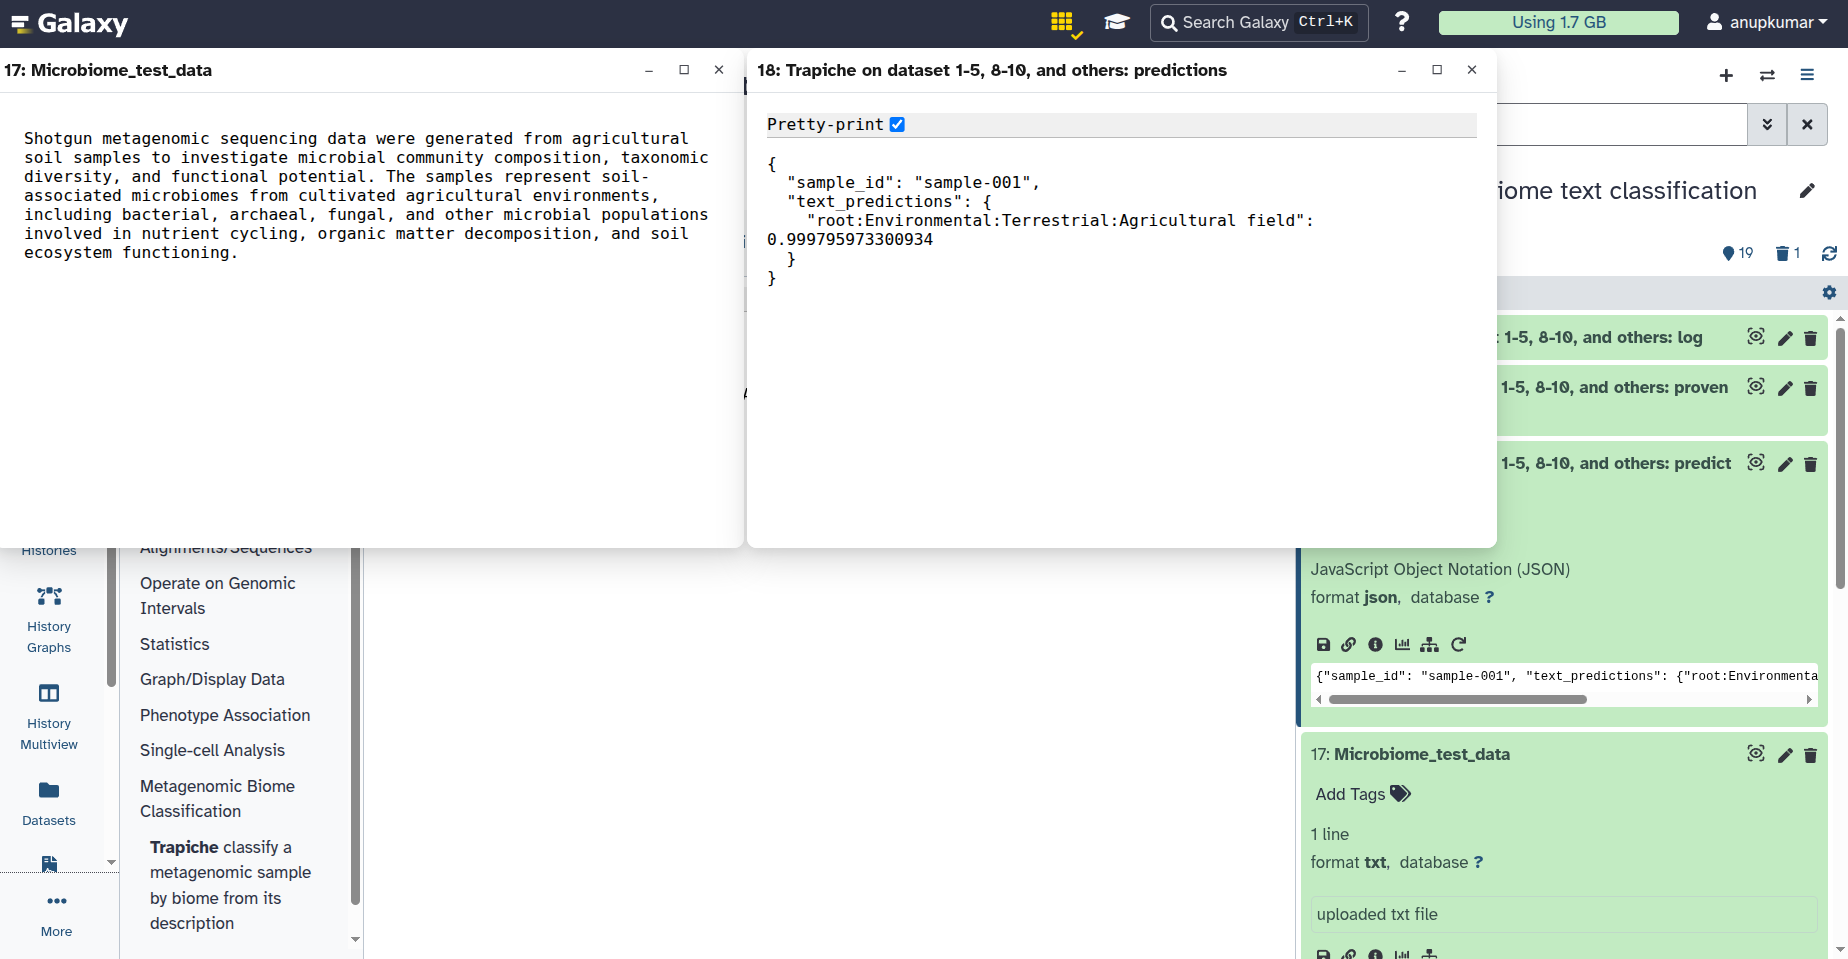 Galaxy
Search Galaxy Ctrl+K
Using 1.7 GB
anupkumar
17: Microbiome_test_data
Shotgun metagenomic sequencing data were generated from agricultural
soil samples to investigate microbial community composition, taxonomic
diversity, and functional potential. The samples represent soil-
associated microbiomes from cultivated agricultural environments,
including bacterial, archaeal, fungal, and other microbial populations
involved in nutrient cycling, organic matter decomposition, and soil
ecosystem functioning.
18: Trapiche on dataset 1-5, 8-10, and others: predictions
Pretty-print
{
"sample_id": "sample-001",
"text_predictions": {
"root:Environmental:Terrestrial:Agricultural field":
0.999795973300934
}
}
Histories
History
Graphs
History
Multiview
Datasets
More
Alignments/Sequences
Operate on Genomic
Intervals
Statistics
Graph/Display Data
Phenotype Association
Single-cell Analysis
Metagenomic Biome
Classification
Trapiche classify a
metagenomic sample
by biome from its
description
iome text classification
19
1
1-5, 8-10, and others: log
1-5, 8-10, and others: proven
1-5, 8-10, and others: predict
JavaScript Object Notation (JSON)
format json, database ?
{"sample_id": "sample-001", "text_predictions": {"root:Environmenta
17: Microbiome_test_data
Add Tags
1 line
format txt, database ?
uploaded txt file